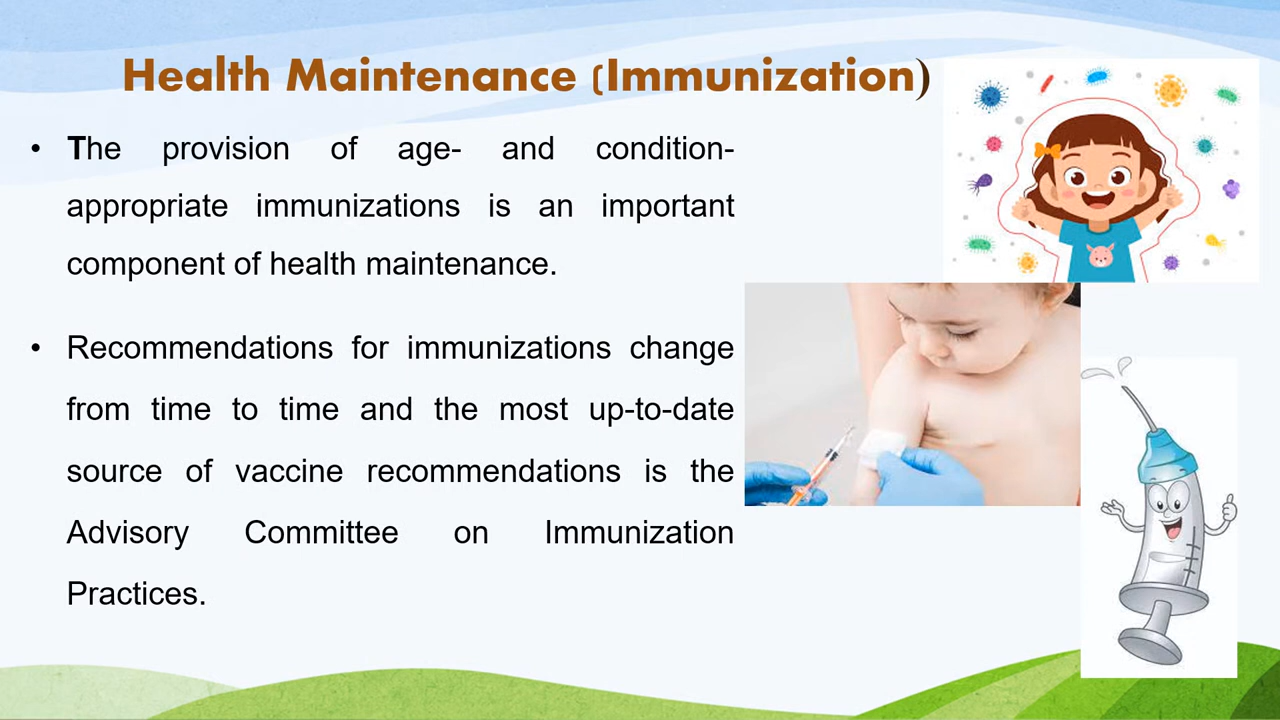 Health Maintenance (Immunization)
• The provision of age- and condition-
appropriate immunizations is an important
component of health maintenance.
• Recommendations for immunizations change
from time to time and the most up-to-date
source of vaccine recommendations is the
Advisory Committee on Immunization
Practices.